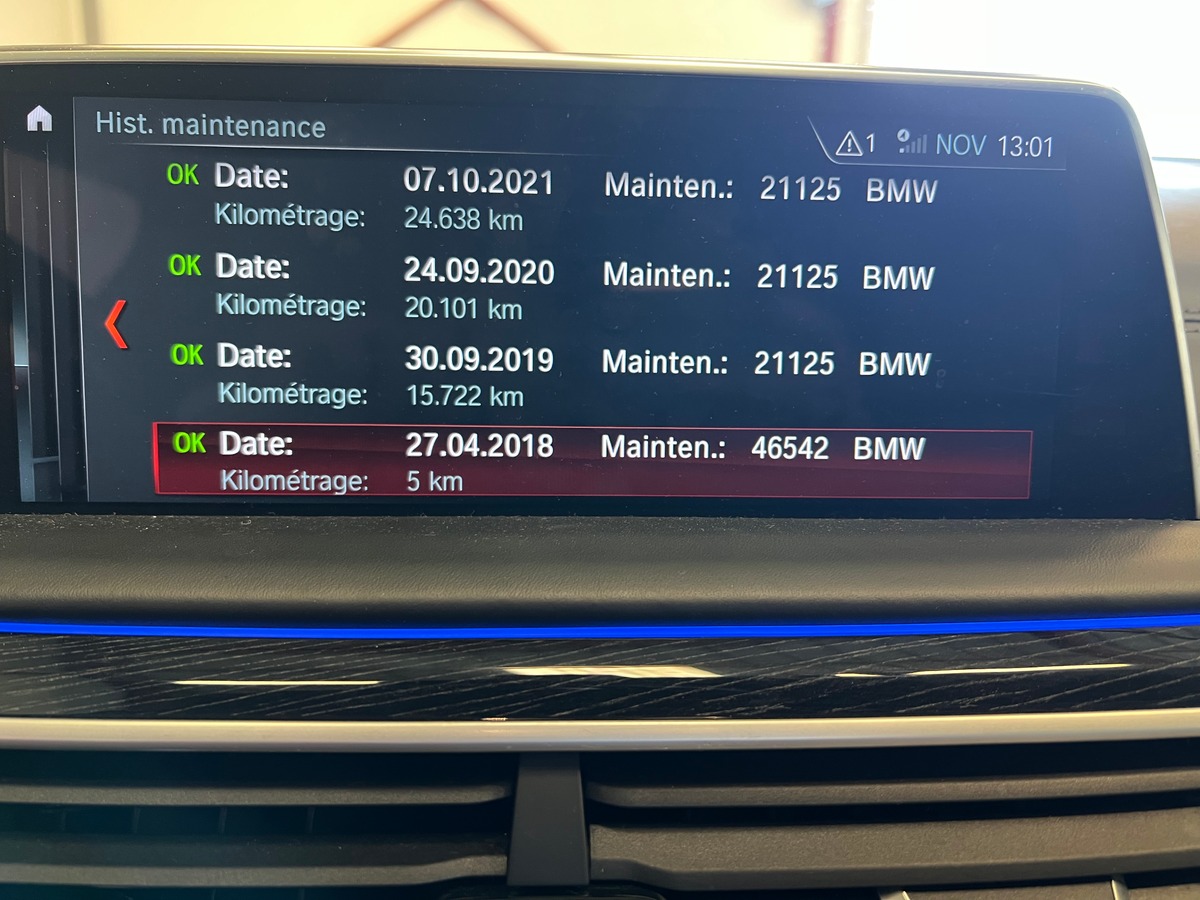 Hist. maintenance
1 NOV 13:01
OK Date: 07.10.2021 Mainten.: 21125 BMW
Kilométrage: 24.638 km
OK Date: 24.09.2020 Mainten.: 21125 BMW
Kilométrage: 20.101 km
OK Date: 30.09.2019 Mainten.: 21125 BMW
Kilométrage: 15.722 km
OK Date: 27.04.2018 Mainten.: 46542 BMW
Kilométrage: 5 km